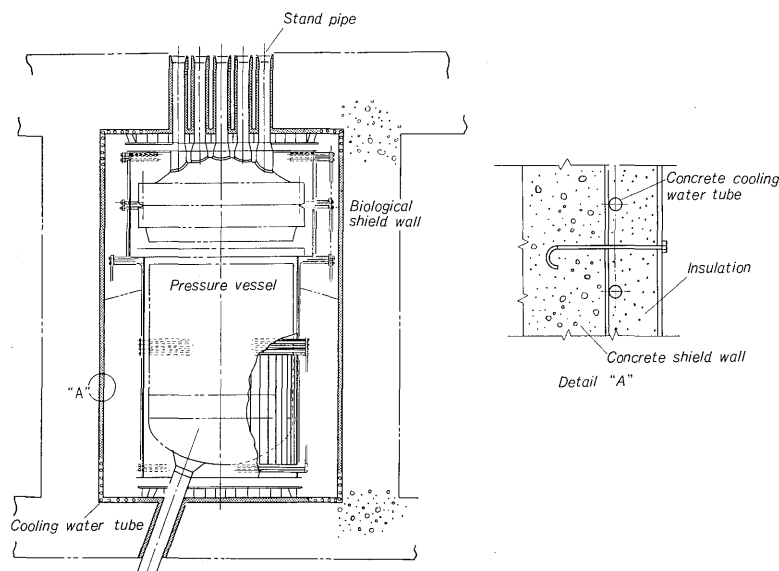 Stand pipe
Biological
shield wall
Pressure vessel
"A"
Cooling water tube
Concrete cooling
water tube
Insulation
Concrete shield wall
Detail "A"